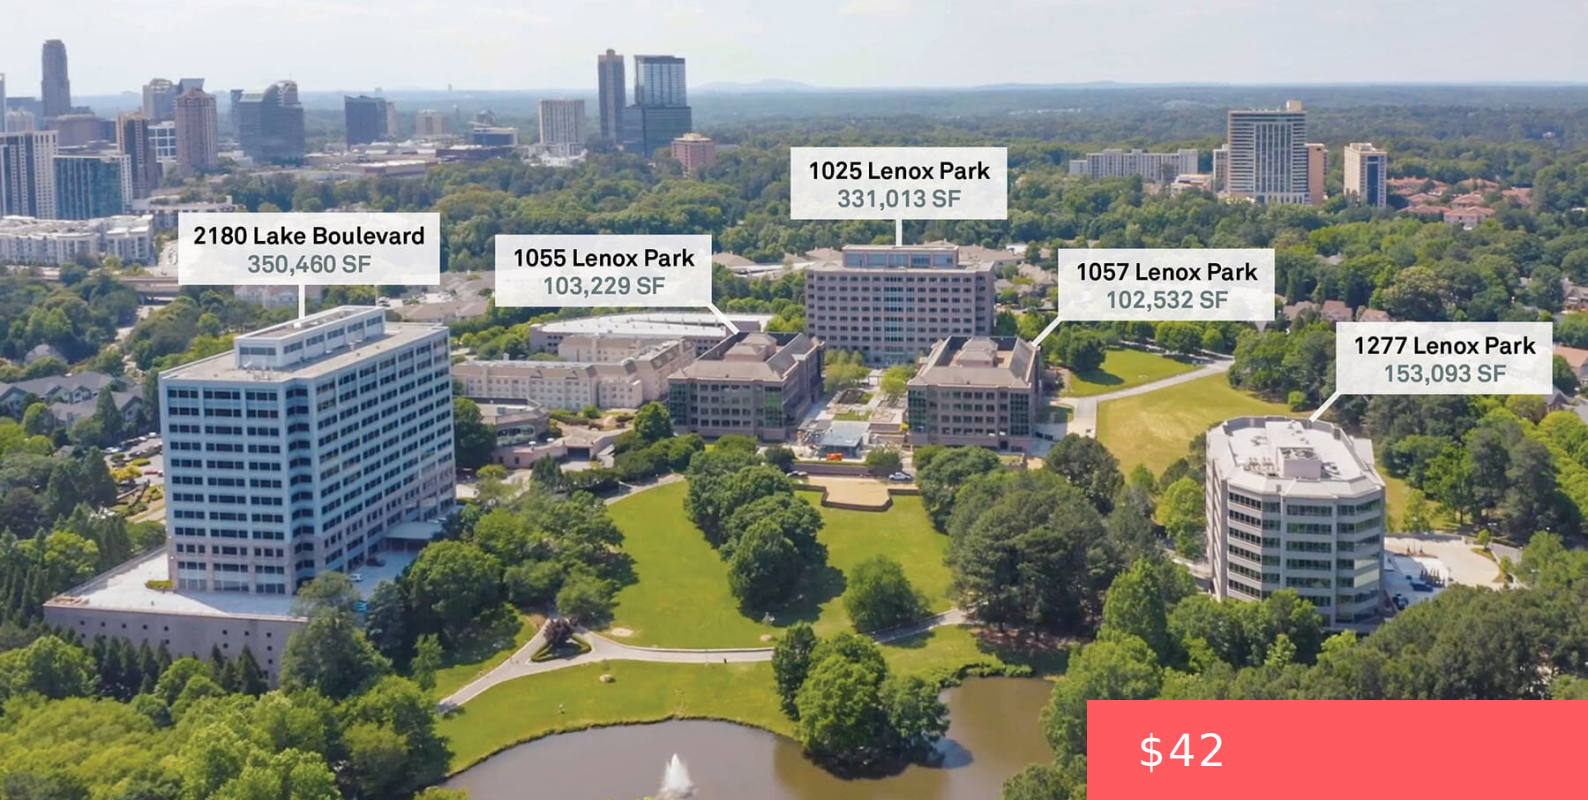 1025 Lenox Park
331,013 SF
2180 Lake Boulevard
350,460 SF
1055 Lenox Park
103,229 SF
1057 Lenox Park
102,532 SF
1277 Lenox Park
153,093 SF
$42